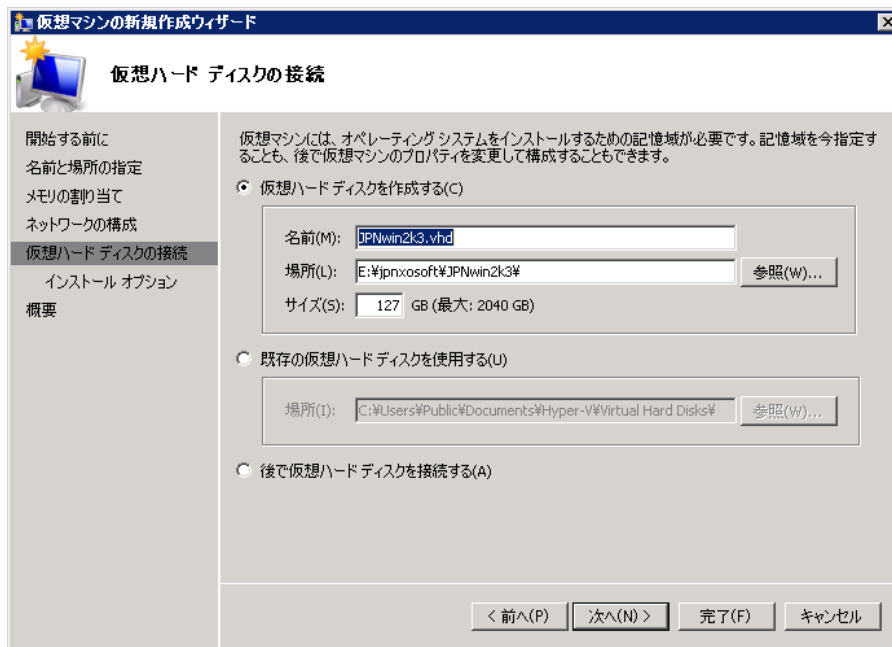 仮想マシンの新規作成ウィザード
仮想ハード ディスクの接続
開始する前に
名前と場所の指定
メモリの割り当て
ネットワークの構成
仮想ハード ディスクの接続
インストール オプション
概要
仮想マシンには、オペレーティング システムをインストールするための記憶域が必要です。記憶域を今指定す
ることも、後で仮想マシンのプロパティを変更して構成することもできます。
仮想ハード ディスクを作成する(C)
名前(M): JPNwin2k3.vhd
場所(L): E:¥jpnxosoft¥JPNwin2k3¥ 参照(W)...
サイズ(S): 127 GB (最大: 2040 GB)
既存の仮想ハード ディスクを使用する(U)
場所(I): C:¥Users¥Public¥Documents¥Hyper-V¥Virtual Hard Disks¥ 参照(W)...
後で仮想ハード ディスクを接続する(A)
< 前へ(P) 次へ(N) > 完了(F) キャンセル